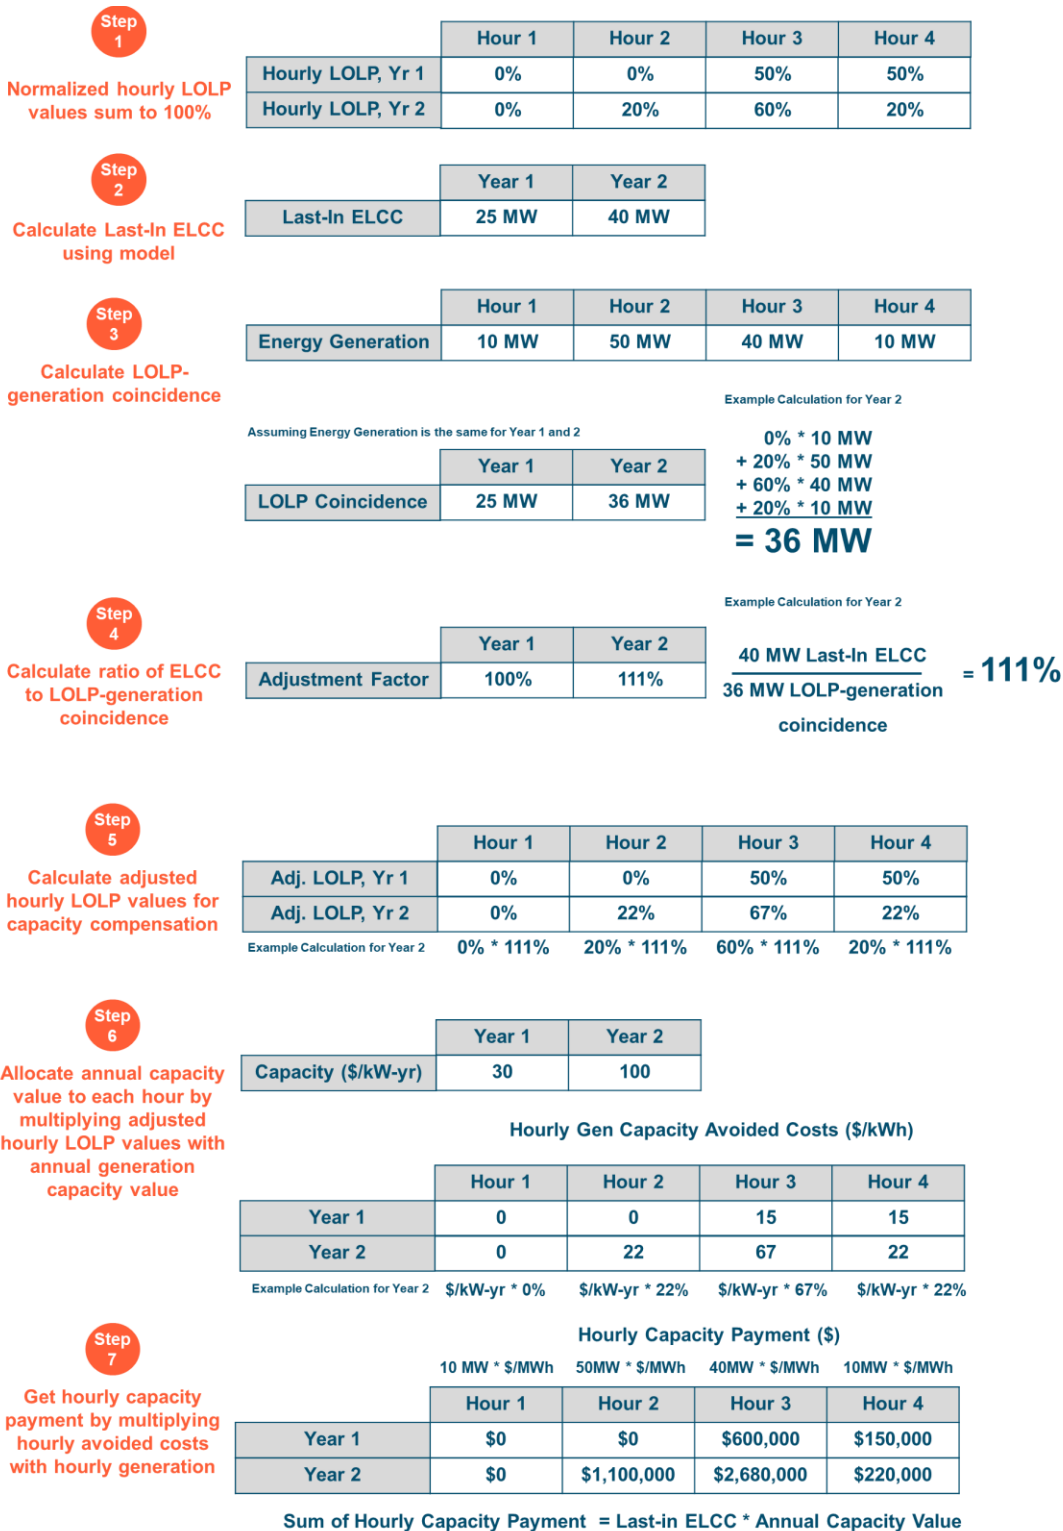 Step
1
Normalized hourly LOLP
values sum to 100%
Hour 1 Hour 2 Hour 3 Hour 4
Hourly LOLP, Yr 1 0% 0% 50% 50%
Hourly LOLP, Yr 2 0% 20% 60% 20%
Step
2
Calculate Last-In ELCC
using model
Year 1 Year 2
Last-In ELCC 25 MW 40 MW
Step
3
Calculate LOLP-
generation coincidence
Hour 1 Hour 2 Hour 3 Hour 4
Energy Generation 10 MW 50 MW 40 MW 10 MW
Assuming Energy Generation is the same for Year 1 and 2
Year 1 Year 2
LOLP Coincidence 25 MW 36 MW
Example Calculation for Year 2
0% * 10 MW
+ 20% * 50 MW
+ 60% * 40 MW
+ 20% * 10 MW
= 36 MW
Step
4
Calculate ratio of ELCC
to LOLP-generation
coincidence
Year 1 Year 2
Adjustment Factor 100% 111%
Example Calculation for Year 2
40 MW Last-In ELCC
36 MW LOLP-generation
coincidence
= 111%
Step
5
Calculate adjusted
hourly LOLP values for
capacity compensation
Hour 1 Hour 2 Hour 3 Hour 4
Adj. LOLP, Yr 1 0% 0% 50% 50%
Adj. LOLP, Yr 2 0% 22% 67% 22%
Example Calculation for Year 2 0% * 111% 20% * 111% 60% * 111% 20% * 111%
Step
6
Allocate annual capacity
value to each hour by
multiplying adjusted
hourly LOLP values with
annual generation
capacity value
Year 1 Year 2
Capacity ($/kW-yr) 30 100
Hourly Gen Capacity Avoided Costs ($/kWh)
Hour 1 Hour 2 Hour 3 Hour 4
Year 1 0 0 15 15
Year 2 0 22 67 22
Example Calculation for Year 2 $/kW-yr * 0% $/kW-yr * 22% $/kW-yr * 67% $/kW-yr * 22%
Step
7
Get hourly capacity
payment by multiplying
hourly avoided costs
with hourly generation
Hourly Capacity Payment ($)
10 MW * $/MWh 50MW * $/MWh 40MW * $/MWh 10MW * $/MWh
Hour 1 Hour 2 Hour 3 Hour 4
Year 1 $0 $0 $600,000 $150,000
Year 2 $0 $1,100,000 $2,680,000 $220,000
Sum of Hourly Capacity Payment = Last-in ELCC * Annual Capacity Value